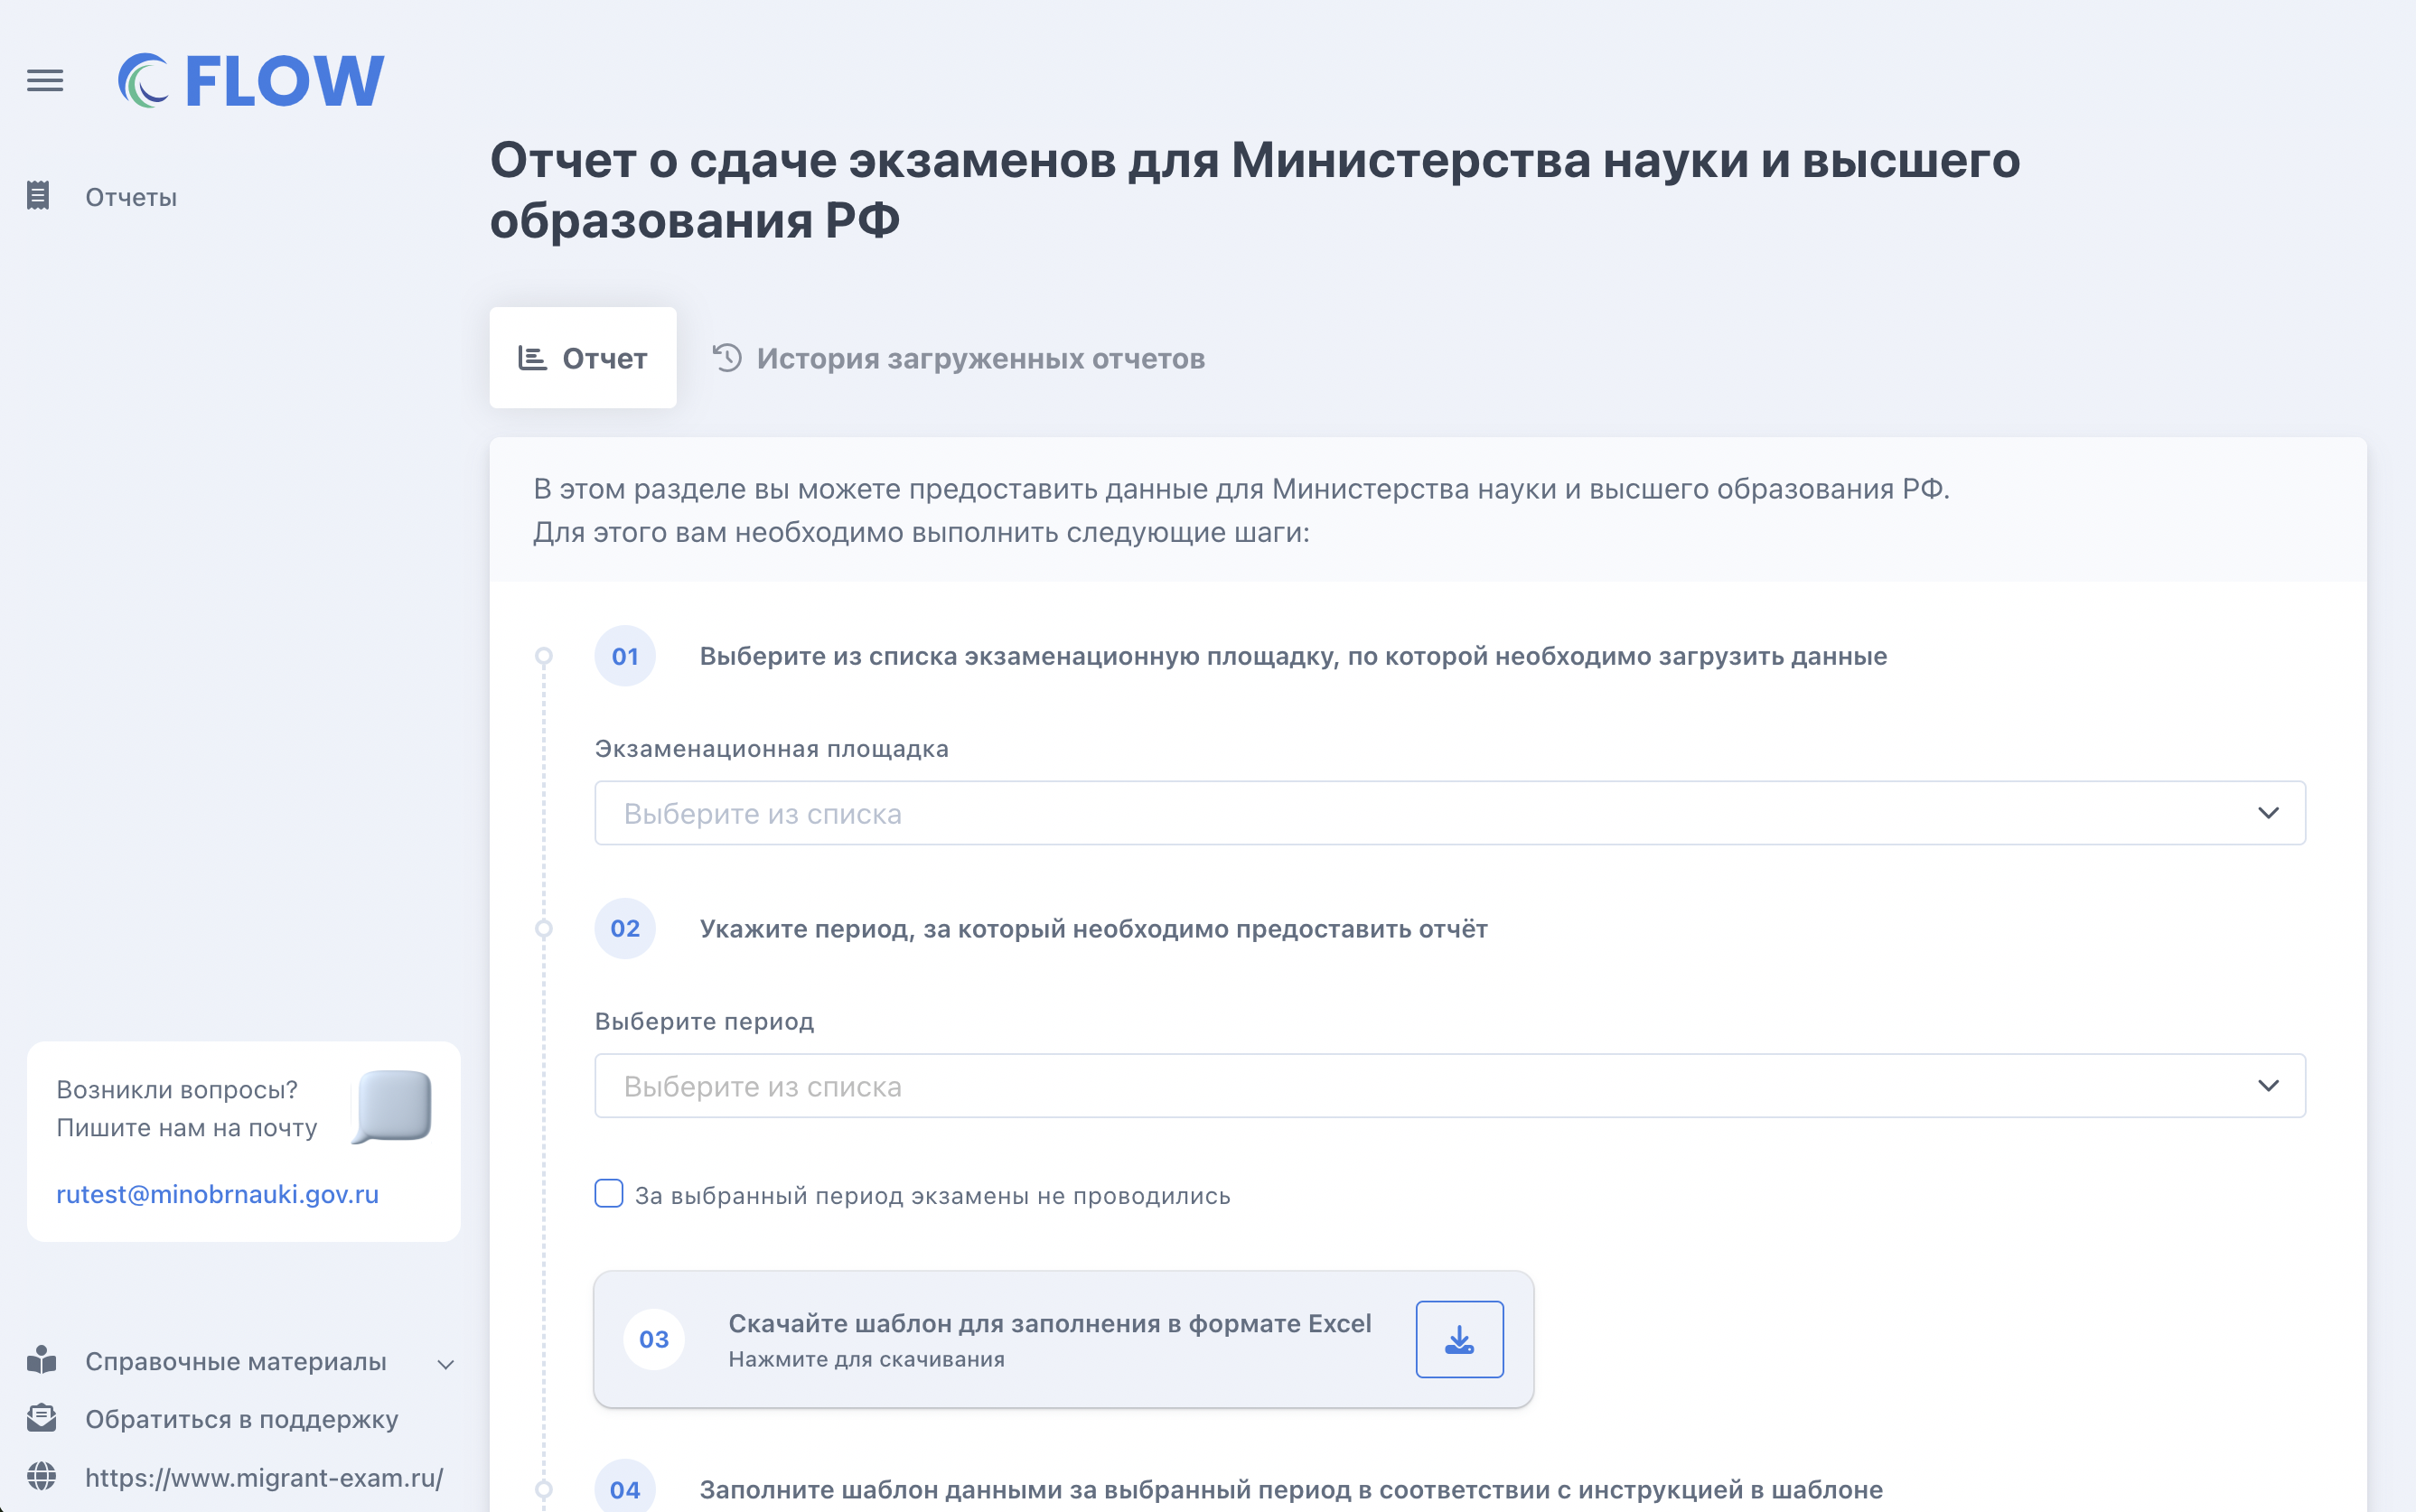 FLOW
Отчеты
Отчет о сдаче экзаменов для Министерства науки и высшего
образования РФ
Отчет
История загруженных отчетов
В этом разделе вы можете предоставить данные для Министерства науки и высшего образования РФ.
Для этого вам необходимо выполнить следующие шаги:
01
Выберите из списка экзаменационную площадку, по которой необходимо загрузить данные
Экзаменационная площадка
Выберите из списка
02
Укажите период, за который необходимо предоставить отчёт
Выберите период
Выберите из списка
За выбранный период экзамены не проводились
03
Скачайте шаблон для заполнения в формате Excel
Нажмите для скачивания
04
Заполните шаблон данными за выбранный период в соответствии с инструкцией в шаблоне
Возникли вопросы?
Пишите нам на почту
rutest@minobrnauki.gov.ru
Справочные материалы
Обратиться в поддержку
https://www.migrant-exam.ru/